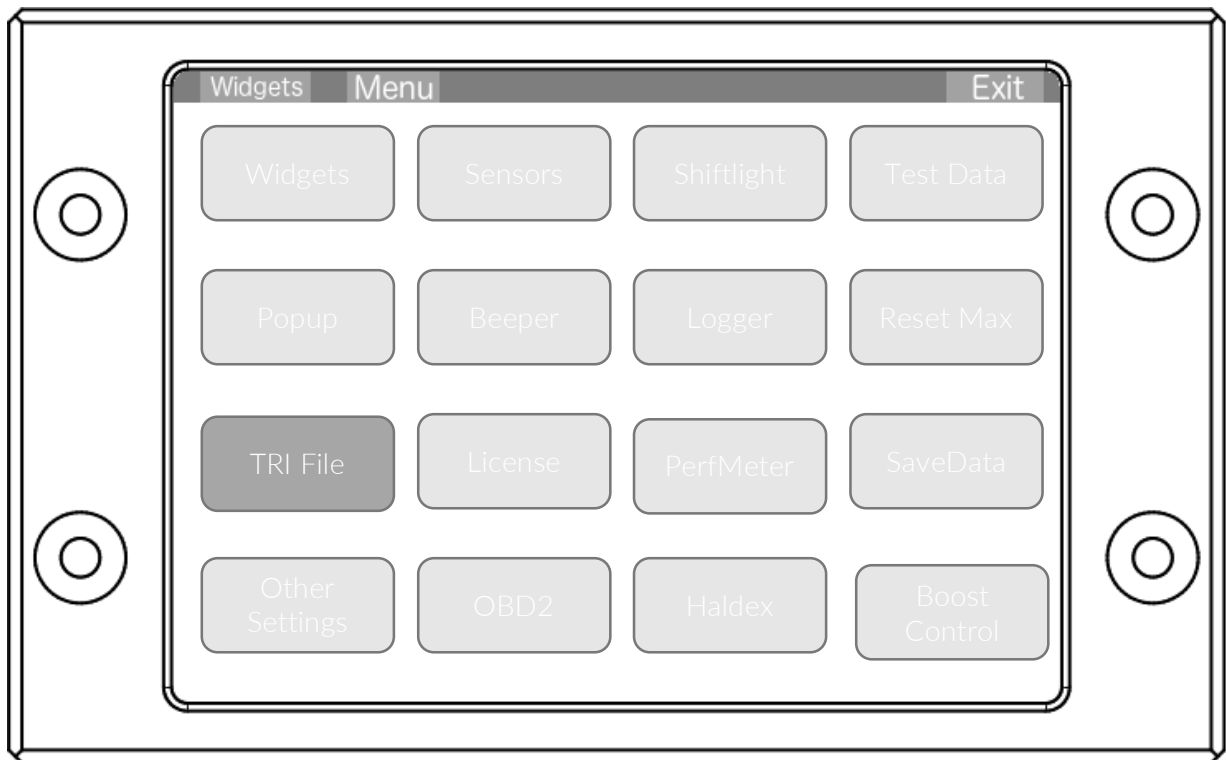 Widgets Menu Exit
Widgets Sensors Shiftlight Test Data
Popup Beeper Logger Reset Max
TRI File License PerfMeter SaveData
Other
Settings
OBD2 Haldex
Boost
Control